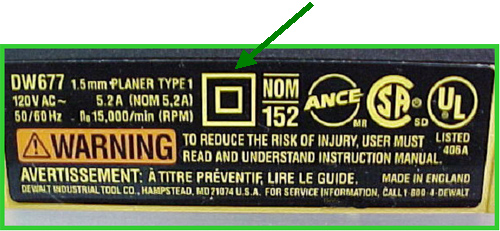 DW677 1.5mm PLANER TYPE 1
120V AC~ 5.2A (NOM 5,2A)
50/60 Hz n₀ 15,000/min (RPM)
NOM
152
ANCE
MR
SA
SD
UL
LISTED
406A
WARNING TO REDUCE THE RISK OF INJURY, USER MUST
READ AND UNDERSTAND INSTRUCTION MANUAL.
AVERTISSEMENT: À TITRE PRÉVENTIF, LIRE LE GUIDE. MADE IN ENGLAND
DEWALT INDUSTRIAL TOOL CO., HAMPSTEAD, MD 21074 U.S.A. FOR SERVICE INFORMATION, CALL 1-800-4-DEWALT